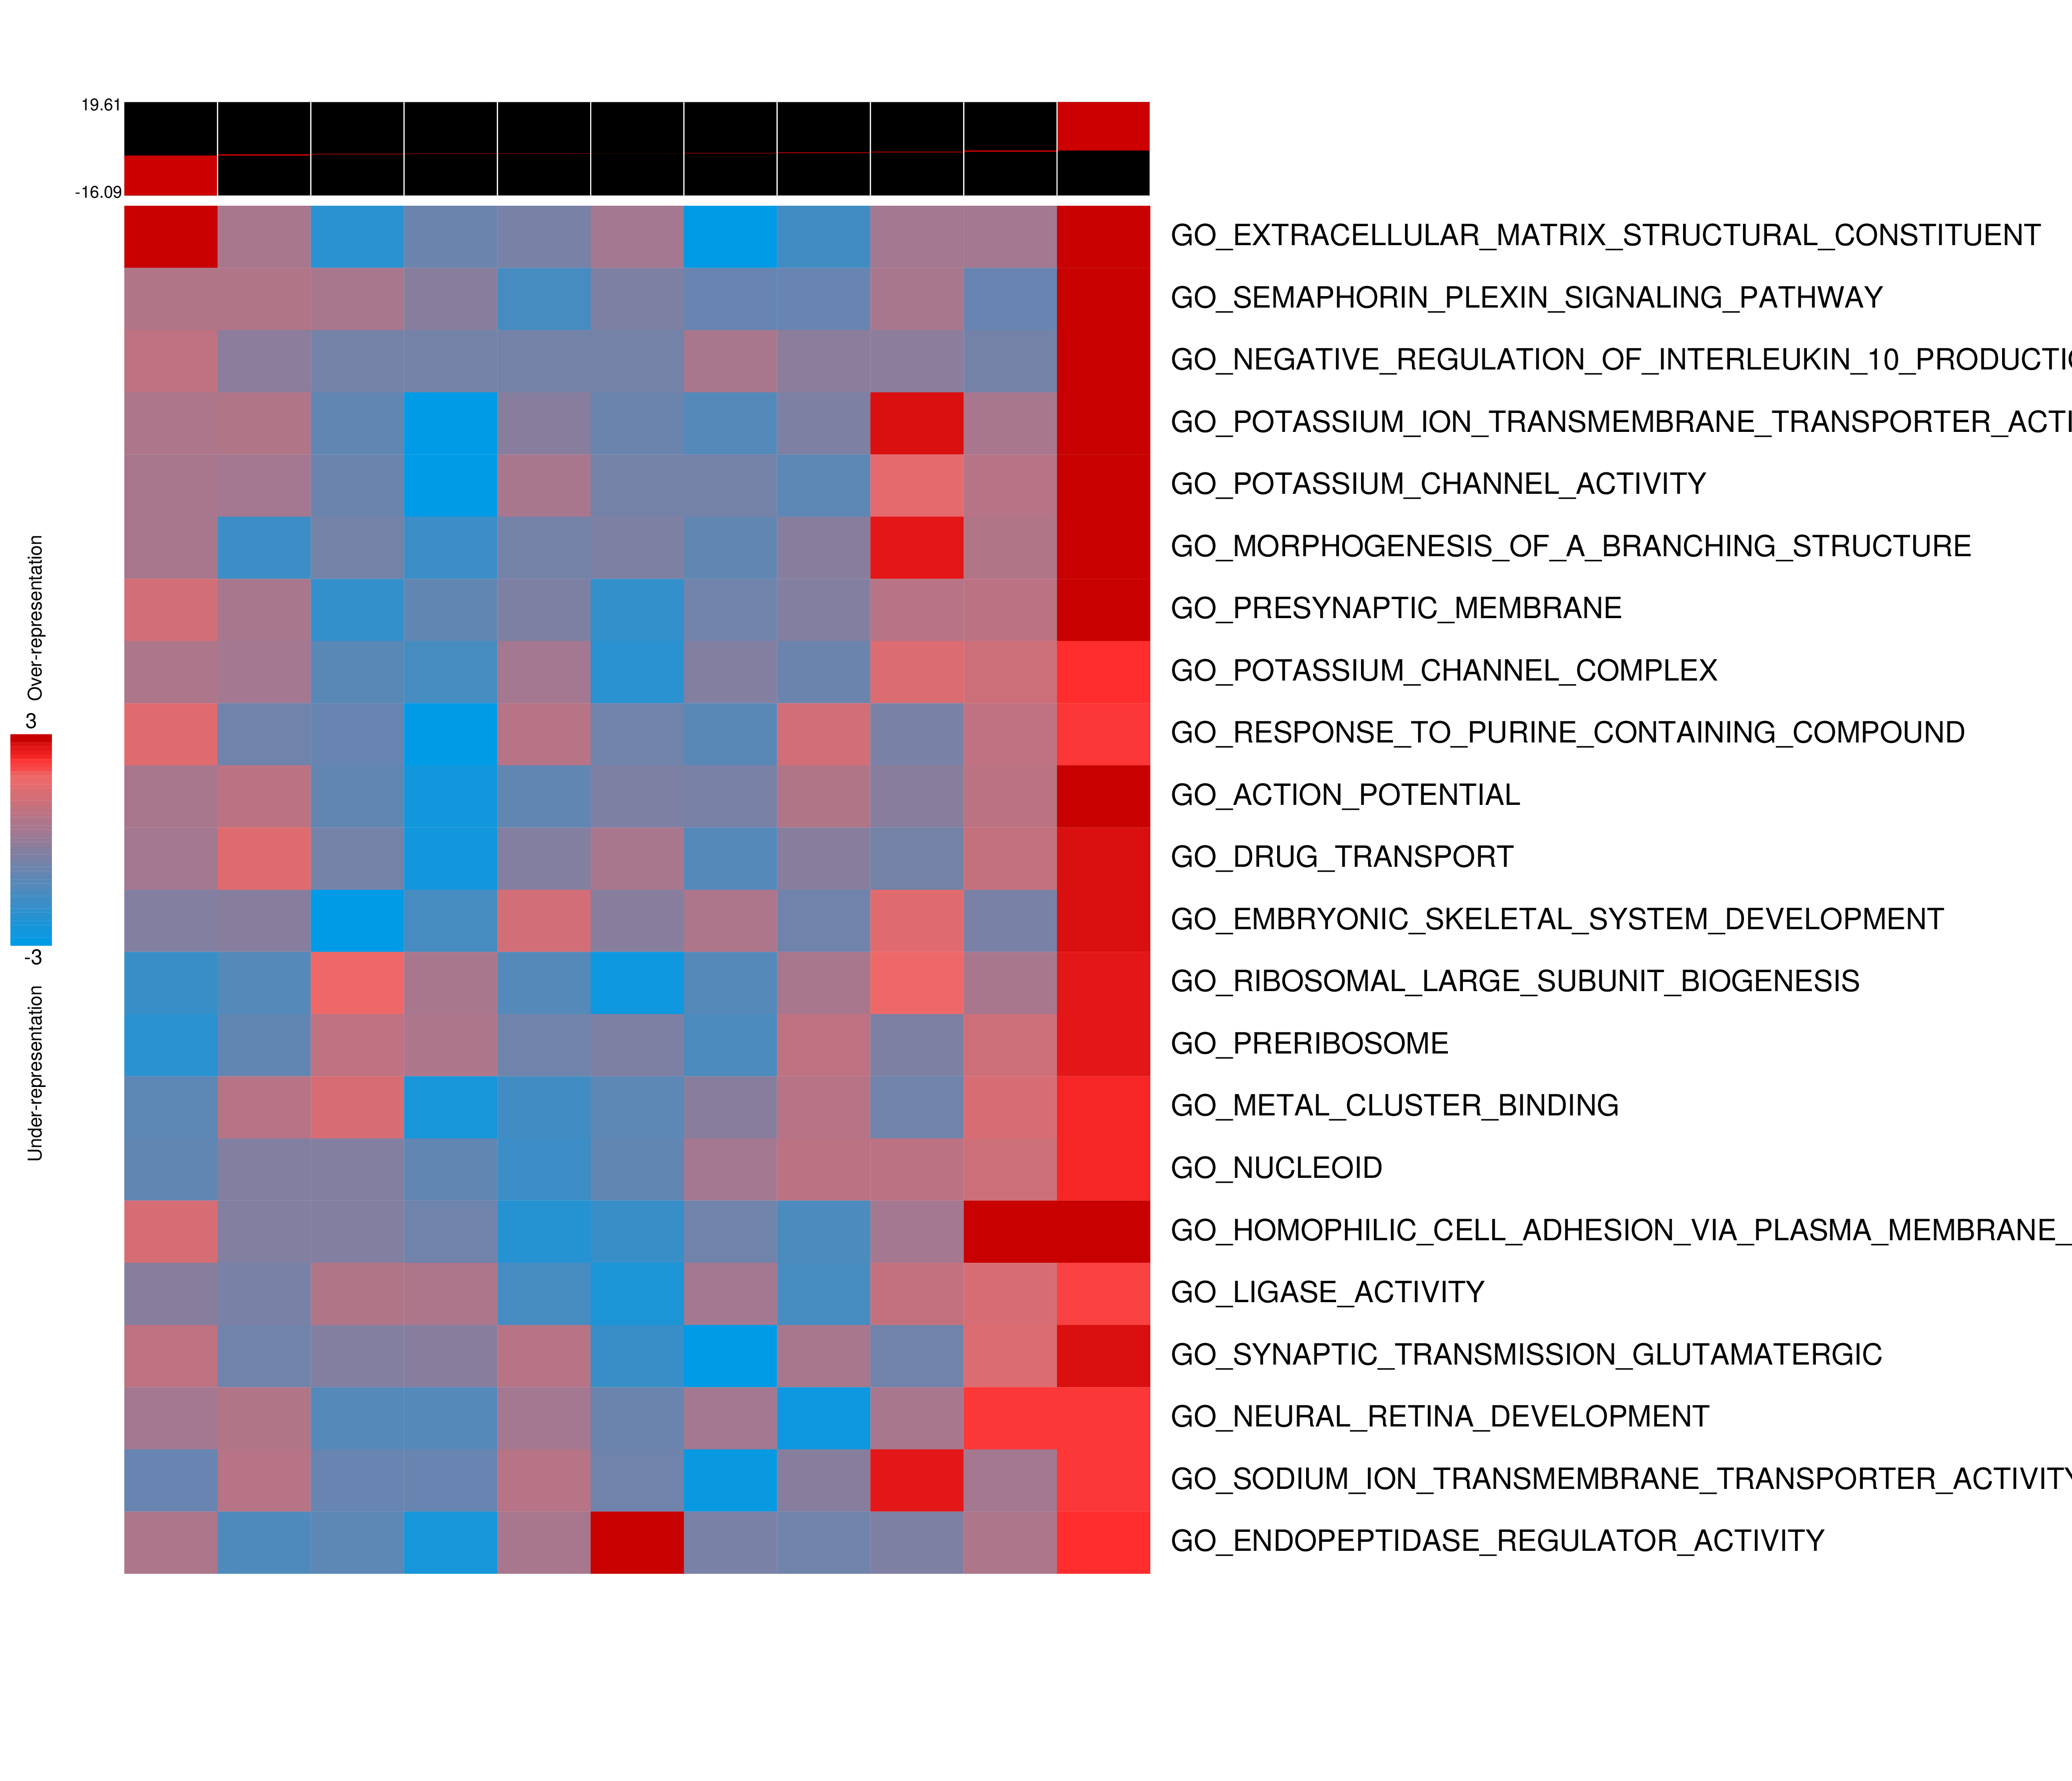 19.61
-16.09
GO_EXTRACELLULAR_MATRIX_STRUCTURAL_CONSTITUENT
GO_SEMAPHORIN_PLEXIN_SIGNALING_PATHWAY
GO_NEGATIVE_REGULATION_OF_INTERLEUKIN_10_PRODUCTI
GO_POTASSIUM_ION_TRANSMEMBRANE_TRANSPORTER_ACTI
GO_POTASSIUM_CHANNEL_ACTIVITY
GO_MORPHOGENESIS_OF_A_BRANCHING_STRUCTURE
GO_PRESYNAPTIC_MEMBRANE
GO_POTASSIUM_CHANNEL_COMPLEX
GO_RESPONSE_TO_PURINE_CONTAINING_COMPOUND
GO_ACTION_POTENTIAL
GO_DRUG_TRANSPORT
GO_EMBRYONIC_SKELETAL_SYSTEM_DEVELOPMENT
GO_RIBOSOMAL_LARGE_SUBUNIT_BIOGENESIS
GO_PRERIBOSOME
GO_METAL_CLUSTER_BINDING
GO_NUCLEOID
GO_HOMOPHILIC_CELL_ADHESION_VIA_PLASMA_MEMBRANE_
GO_LIGASE_ACTIVITY
GO_SYNAPTIC_TRANSMISSION_GLUTAMATERGIC
GO_NEURAL_RETINA_DEVELOPMENT
GO_SODIUM_ION_TRANSMEMBRANE_TRANSPORTER_ACTIVITY
GO_ENDOPEPTIDASE_REGULATOR_ACTIVITY
Over-representation
3
-3
Under-representation